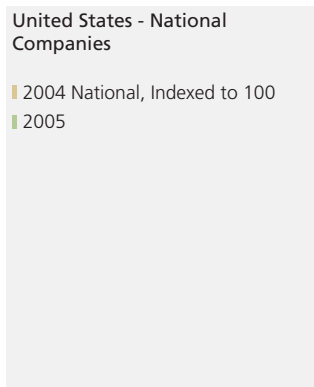 United States - National
Companies
2004 National, Indexed to 100
2005